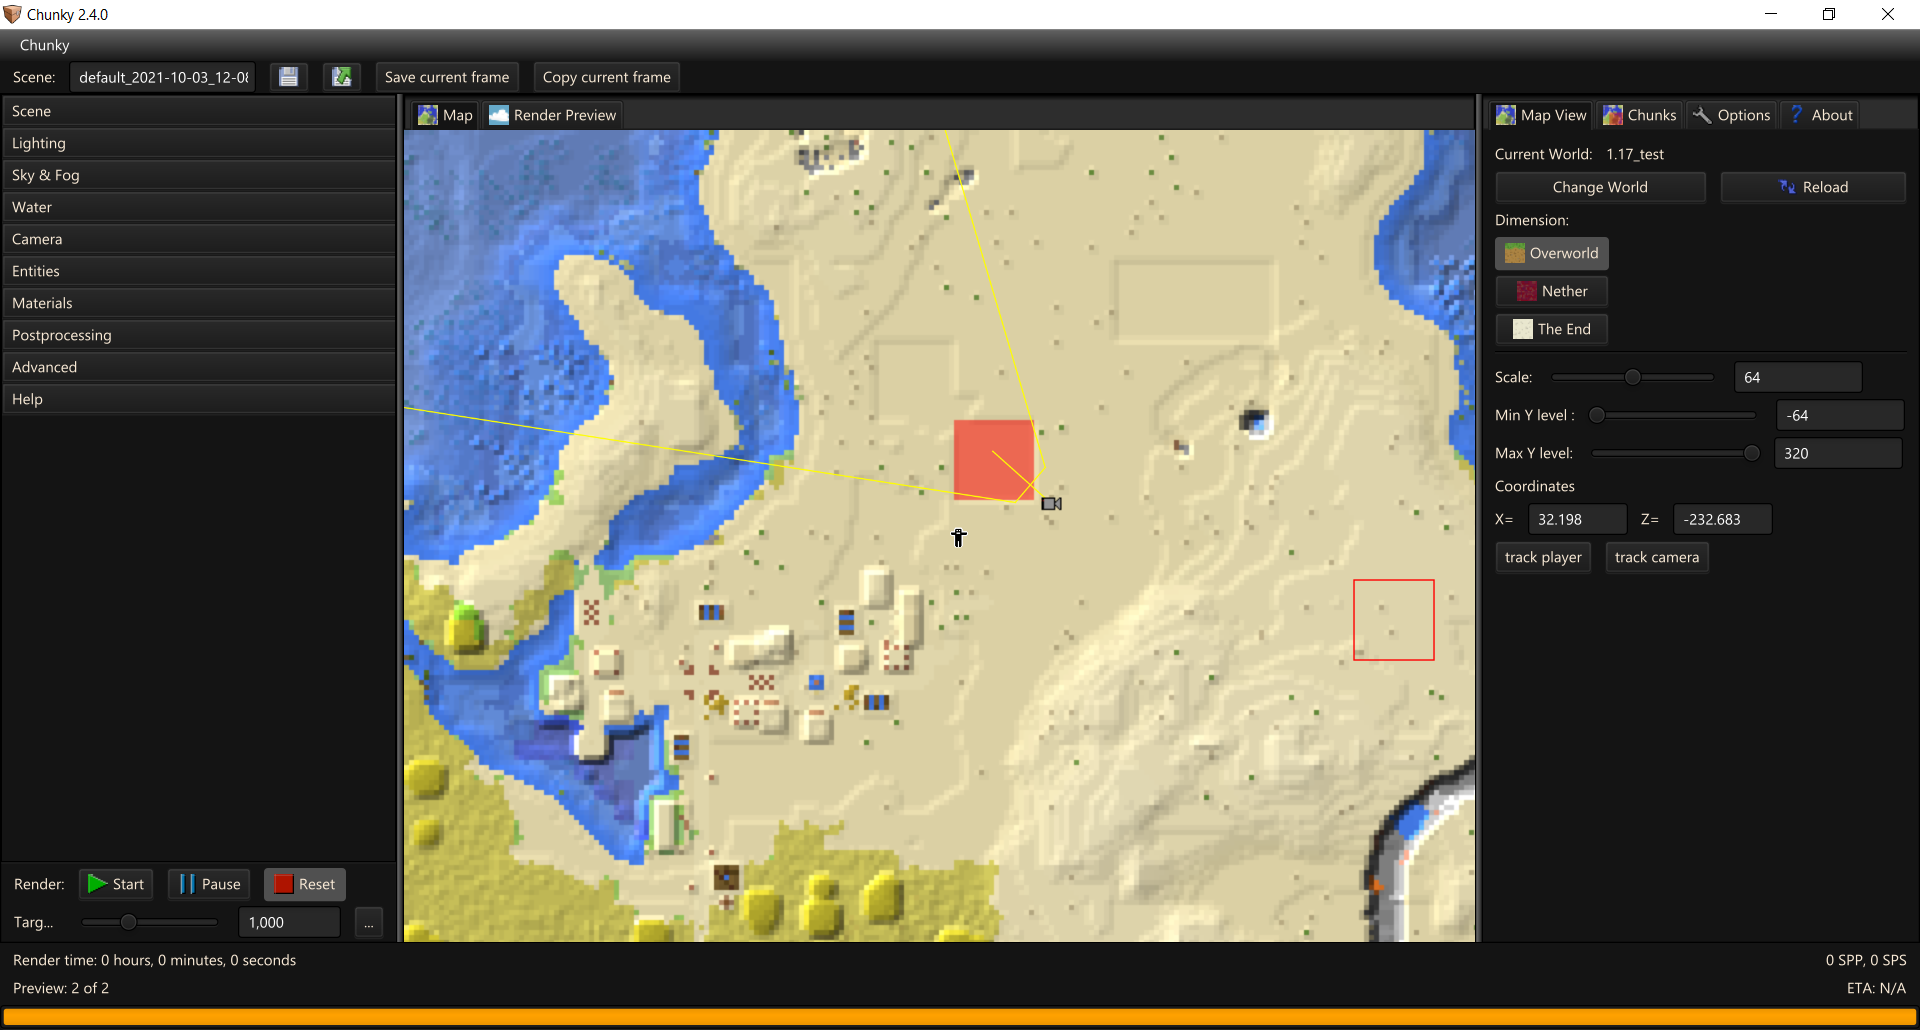 Chunky 2.4.0
Chunky
Scene: default_2021-10-03_12-08 Save current frame Copy current frame
Scene
Lighting
Sky & Fog
Water
Camera
Entities
Materials
Postprocessing
Advanced
Help
Render: Start Pause Reset
Targ... 1,000 ...
Map Render Preview
Map View Chunks Options ? About
Current World: 1.17_test
Change World Reload
Dimension:
Overworld
Nether
The End
Scale: 64
Min Y level : -64
Max Y level: 320
Coordinates
X= 32.198 Z= -232.683
track player track camera
Render time: 0 hours, 0 minutes, 0 seconds 0 SPP, 0 SPS
Preview: 2 of 2 ETA: N/A